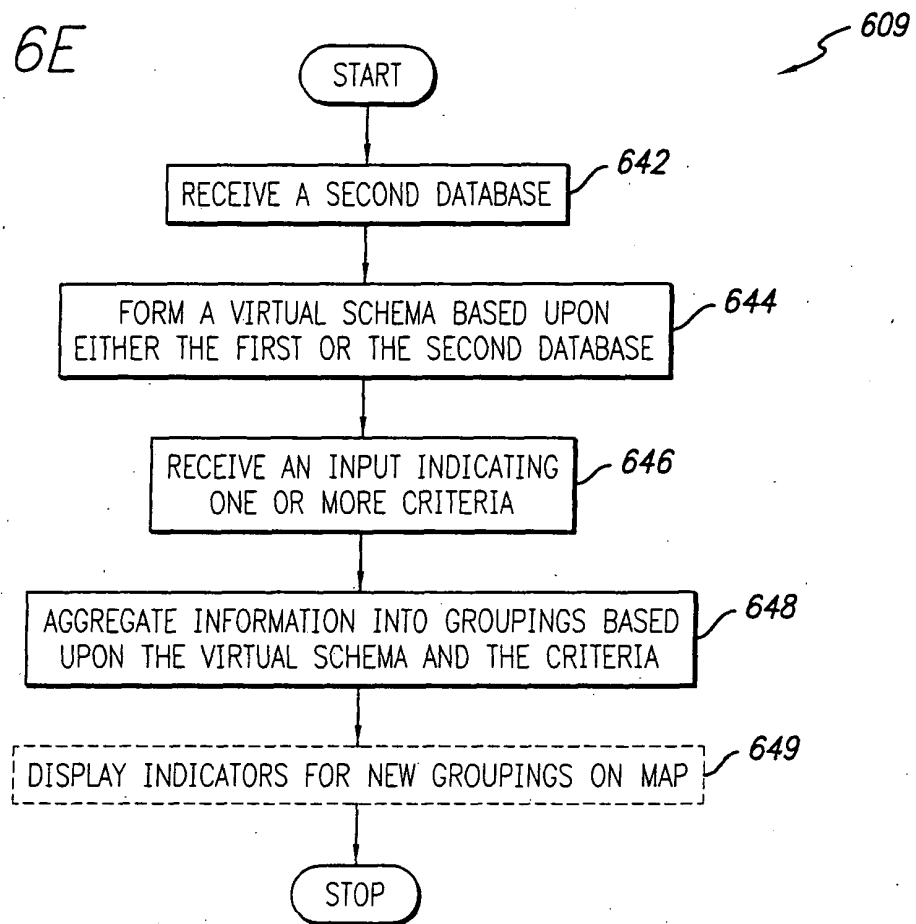 6E
609
START
RECEIVE A SECOND DATABASE
642
FORM A VIRTUAL SCHEMA BASED UPON
EITHER THE FIRST OR THE SECOND DATABASE
644
RECEIVE AN INPUT INDICATING
ONE OR MORE CRITERIA
646
AGGREGATE INFORMATION INTO GROUPINGS BASED
UPON THE VIRTUAL SCHEMA AND THE CRITERIA
648
DISPLAY INDICATORS FOR NEW GROUPINGS ON MAP
649
STOP